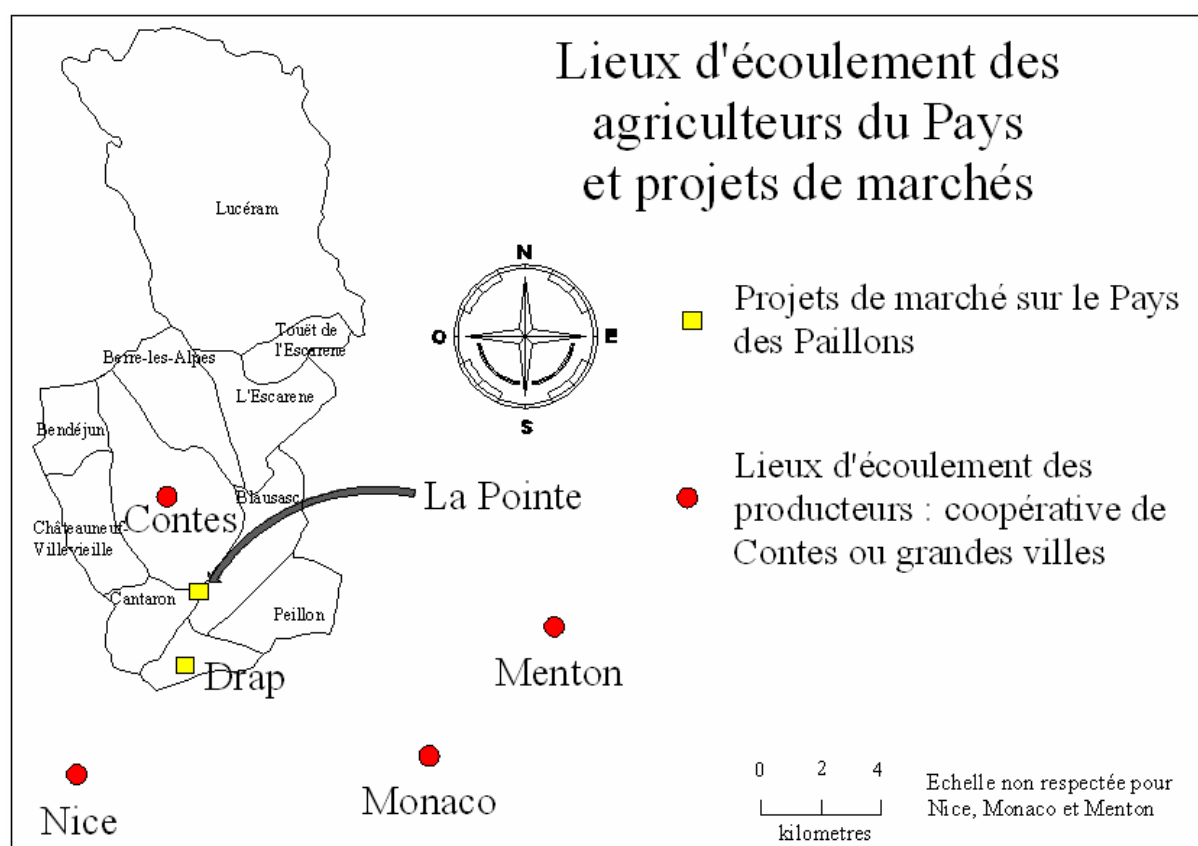 Lieux d'écoulement des
agriculteurs du Pays
et projets de marchés
Lucéram
N
O
E
S
Projets de marché sur le Pays
des Paillons
Touët de
l'Escarene
Berre-les-Alpes
L'Escarene
Bendéjun
Lieux d'écoulement des
producteurs : coopérative de
Contes ou grandes villes
La Pointe
Blausasc
Contes
Châteauneuf-
Villevieille
Cantaron
Peillon
Drap
Menton
Monaco
Nice
0 2 4
kilometres
Echelle non respectée pour
Nice, Monaco et Menton